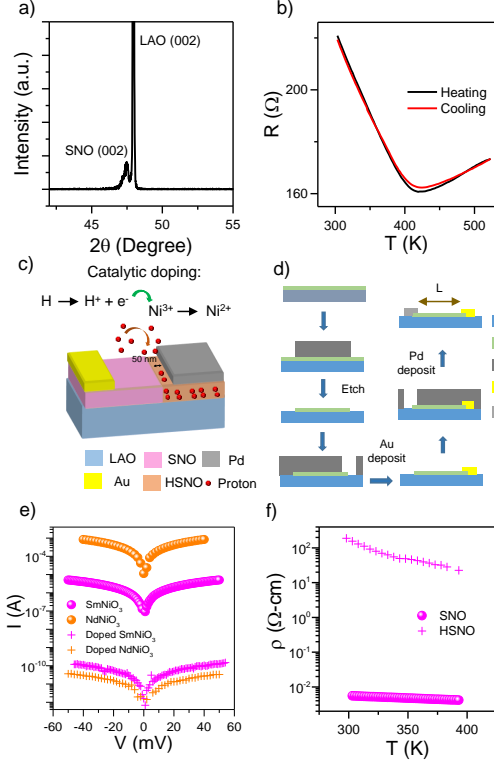 a)
Intensity (a.u.)
LAO (002)
SNO (002)
45 50 55
2θ (Degree)
b)
R (Ω)
200
160
Heating
Cooling
300 400 500
T (K)
c)
Catalytic doping:
H → H⁺ + e⁻
Ni³⁺ → Ni²⁺
50 nm
LAO SNO Pd
Au HSNO Proton
d)
L
Etch
Au
deposit
Pd
deposit
e)
I (A)
10⁻⁴
10⁻⁷
10⁻¹⁰
SmNiO₃
NdNiO₃
Doped SmNiO₃
Doped NdNiO₃
-60 -40 -20 0 20 40 60
V (mV)
f)
ρ (Ω-cm)
10²
10¹
10⁰
10⁻¹
10⁻²
SNO
HSNO
300 350 400
T (K)